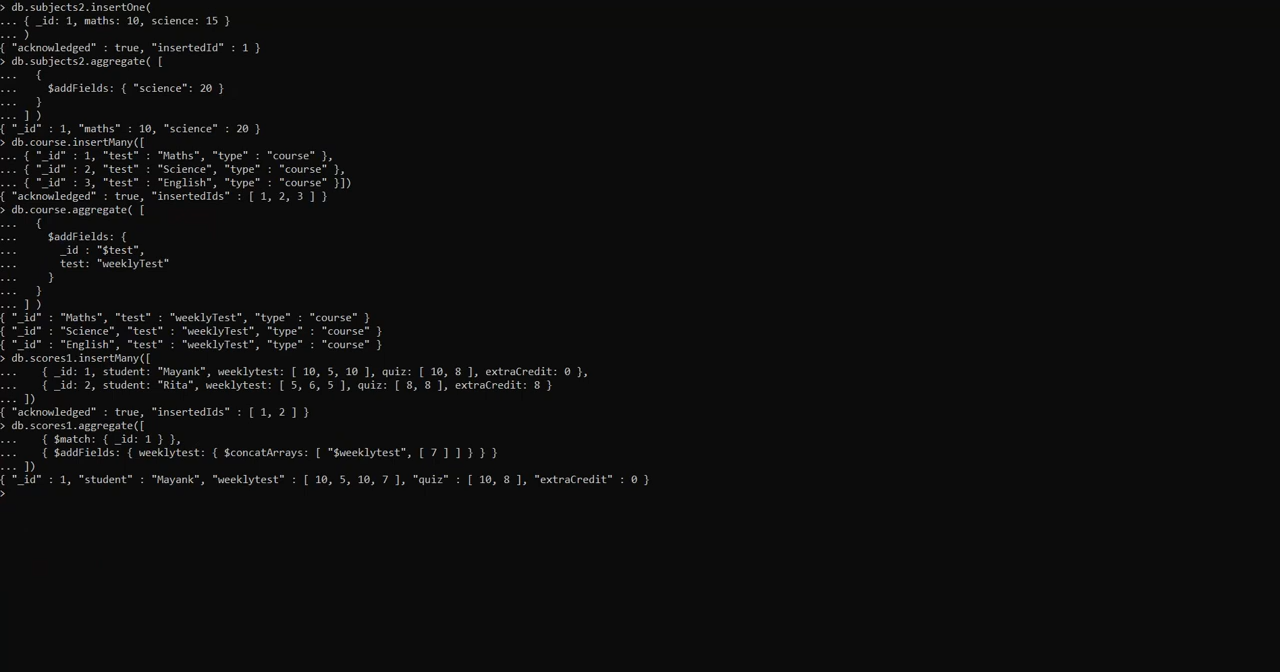 > db.subjects2.insertOne(
... { _id: 1, maths: 10, science: 15 }
... )
{ "acknowledged" : true, "insertedId" : 1 }
> db.subjects2.aggregate( [
...    {
...      $addFields: { "science": 20 }
...    }
... ] )
{ "_id" : 1, "maths" : 10, "science" : 20 }
> db.course.insertMany([
... { "_id" : 1, "test" : "Maths", "type" : "course" },
... { "_id" : 2, "test" : "Science", "type" : "course" },
... { "_id" : 3, "test" : "English", "type" : "course" }])
{ "acknowledged" : true, "insertedIds" : [ 1, 2, 3 ] }
> db.course.aggregate( [
...    {
...      $addFields: {
...        _id : "$test",
...        test: "weeklyTest"
...      }
...    }
... ] )
{ "_id" : "Maths", "test" : "weeklyTest", "type" : "course" }
{ "_id" : "Science", "test" : "weeklyTest", "type" : "course" }
{ "_id" : "English", "test" : "weeklyTest", "type" : "course" }
> db.scores1.insertMany([
...     { _id: 1, student: "Mayank", weeklytest: [ 10, 5, 10 ], quiz: [ 10, 8 ], extraCredit: 0 },
...     { _id: 2, student: "Rita", weeklytest: [ 5, 6, 5 ], quiz: [ 8, 8 ], extraCredit: 8 }
... ])
{ "acknowledged" : true, "insertedIds" : [ 1, 2 ] }
> db.scores1.aggregate([
...     { $match: { _id: 1 } },
...     { $addFields: { weeklytest: { $concatArrays: [ "$weeklytest", [ 7 ] ] } } }
... ])
{ "_id" : 1, "student" : "Mayank", "weeklytest" : [ 10, 5, 10, 7 ], "quiz" : [ 10, 8 ], "extraCredit" : 0 }
>